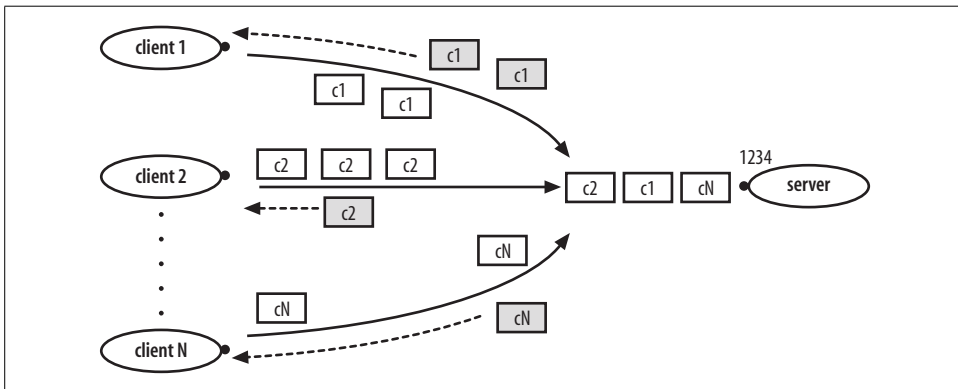 client 1
c1
c1
c1
c1
client 2
c2 c2 c2
1234
c2 c1 cN
server
c2
cN
cN
cN
client N